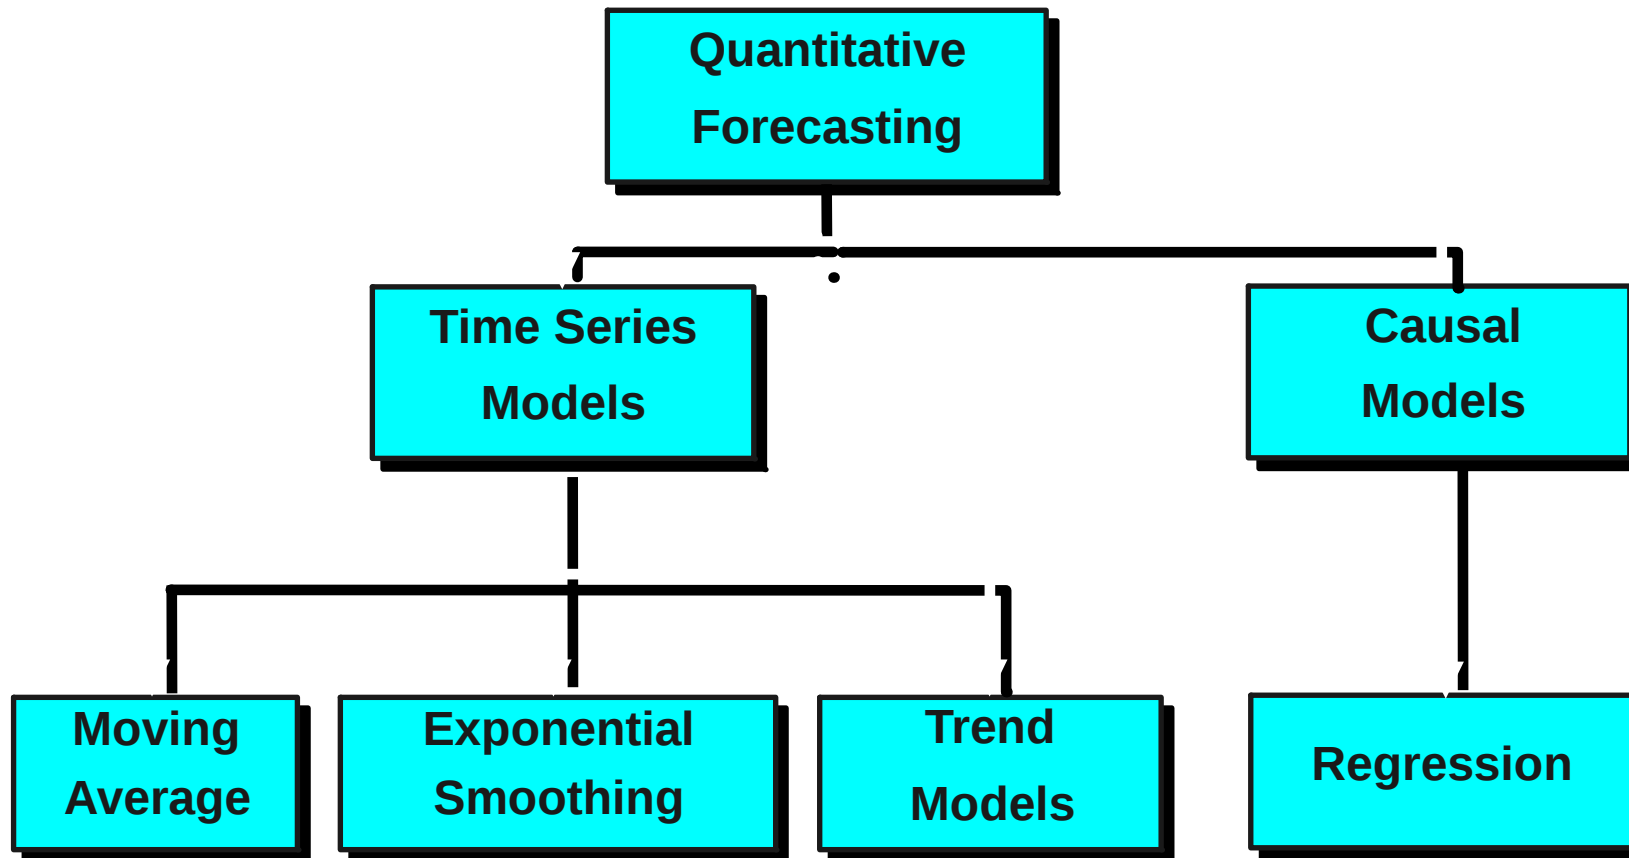 Quantitative
Forecasting
Time Series
Models
Causal
Models
Moving
Average
Exponential
Smoothing
Trend
Models
Regression